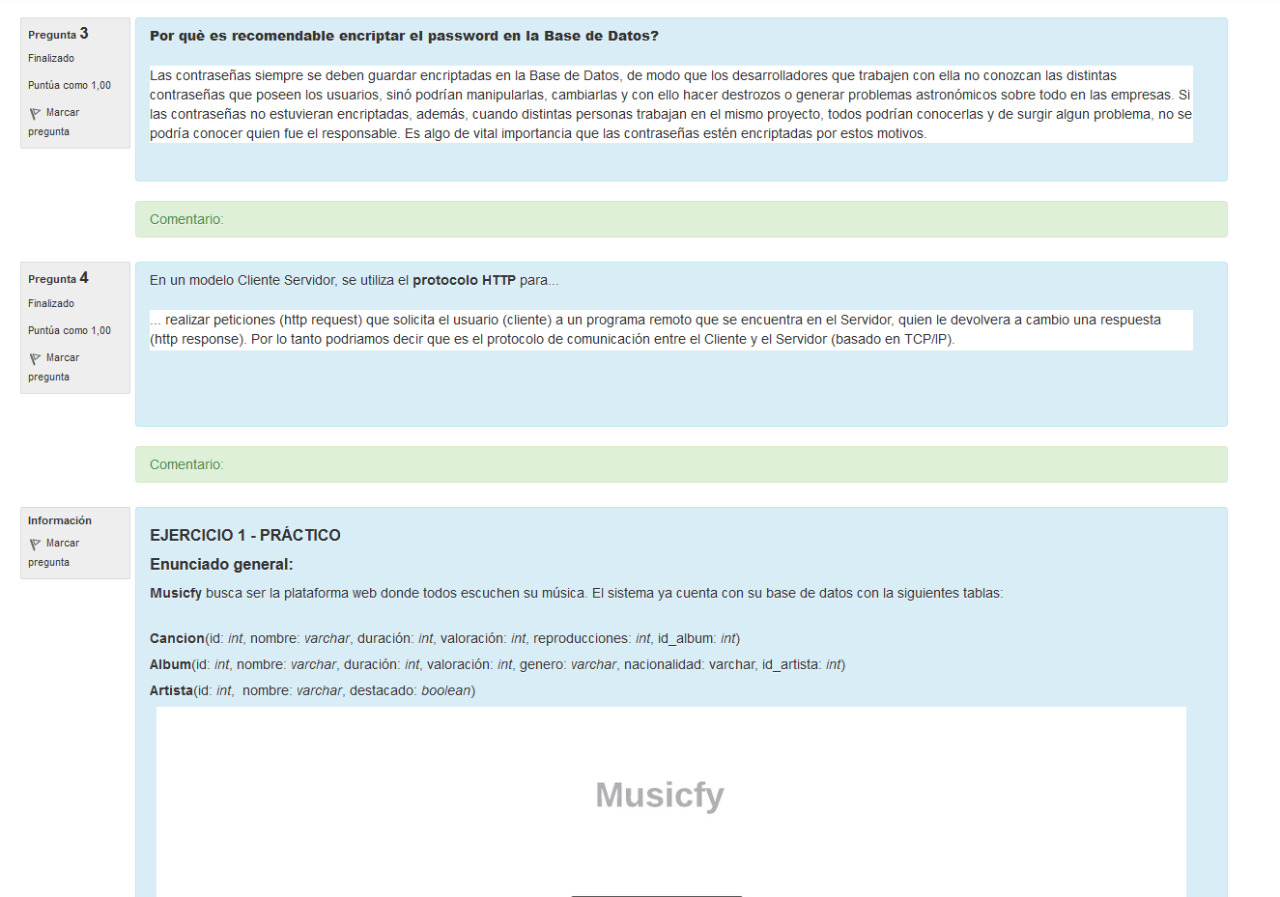 Pregunta 3
Finalizado
Puntúa como 1,00
Marcar
pregunta
Por què es recomendable encriptar el password en la Base de Datos?
Las contraseñas siempre se deben guardar encriptadas en la Base de Datos, de modo que los desarrolladores que trabajen con ella no conozcan las distintas
contraseñas que poseen los usuarios, sinó podrían manipularlas, cambiarlas y con ello hacer destrozos o generar problemas astronómicos sobre todo en las empresas. Si
las contraseñas no estuvieran encriptadas, además, cuando distintas personas trabajan en el mismo proyecto, todos podrían conocerlas y de surgir algun problema, no se
podría conocer quien fue el responsable. Es algo de vital importancia que las contraseñas estén encriptadas por estos motivos.
Comentario:
Pregunta 4
Finalizado
Puntúa como 1,00
Marcar
pregunta
En un modelo Cliente Servidor, se utiliza el protocolo HTTP para...
... realizar peticiones (http request) que solicita el usuario (cliente) a un programa remoto que se encuentra en el Servidor, quien le devolvera a cambio una respuesta
(http response). Por lo tanto podriamos decir que es el protocolo de comunicación entre el Cliente y el Servidor (basado en TCP/IP).
Comentario:
Información
Marcar
pregunta
EJERCICIO 1 - PRÁCTICO
Enunciado general:
Musicfy busca ser la plataforma web donde todos escuchen su música. El sistema ya cuenta con su base de datos con la siguientes tablas:
Cancion(id: int, nombre: varchar, duración: int, valoración: int, reproducciones: int, id_album: int)
Album(id: int, nombre: varchar, duración: int, valoración: int, genero: varchar, nacionalidad: varchar, id_artista: int)
Artista(id: int, nombre: varchar, destacado: boolean)
Musicfy